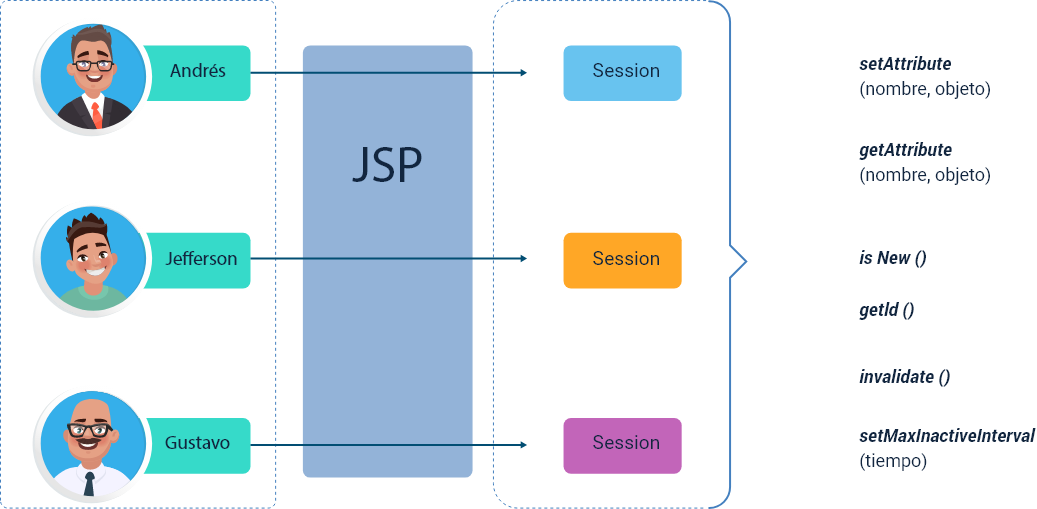 Andrés
Session
JSP
Jefferson
Session
Gustavo
Session
setAttribute
(nombre, objeto)
getAttribute
(nombre, objeto)
is New ()
getId ()
invalidate ()
setMaxInactiveInterval
(tiempo)